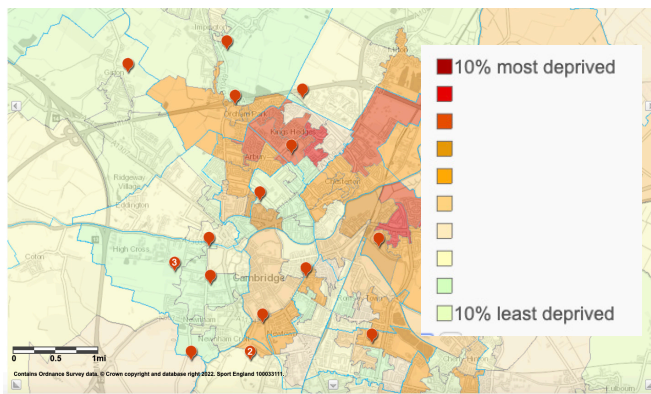 Impington
Milton
Girton
10% most deprived
Orchard Park
Kings Hedges
Arbury
Ridgeway
Village
Chesterton
Eddington
High Cross
Coton
3
Cambridge
Romsey Town
10% least deprived
Newnham
Newtown
Newnham Croft
2
Cherry Hinton
0 0.5 1mi
Contains Ordnance Survey data. © Crown copyright and database right 2022. Sport England 100033111.
Fulbourn